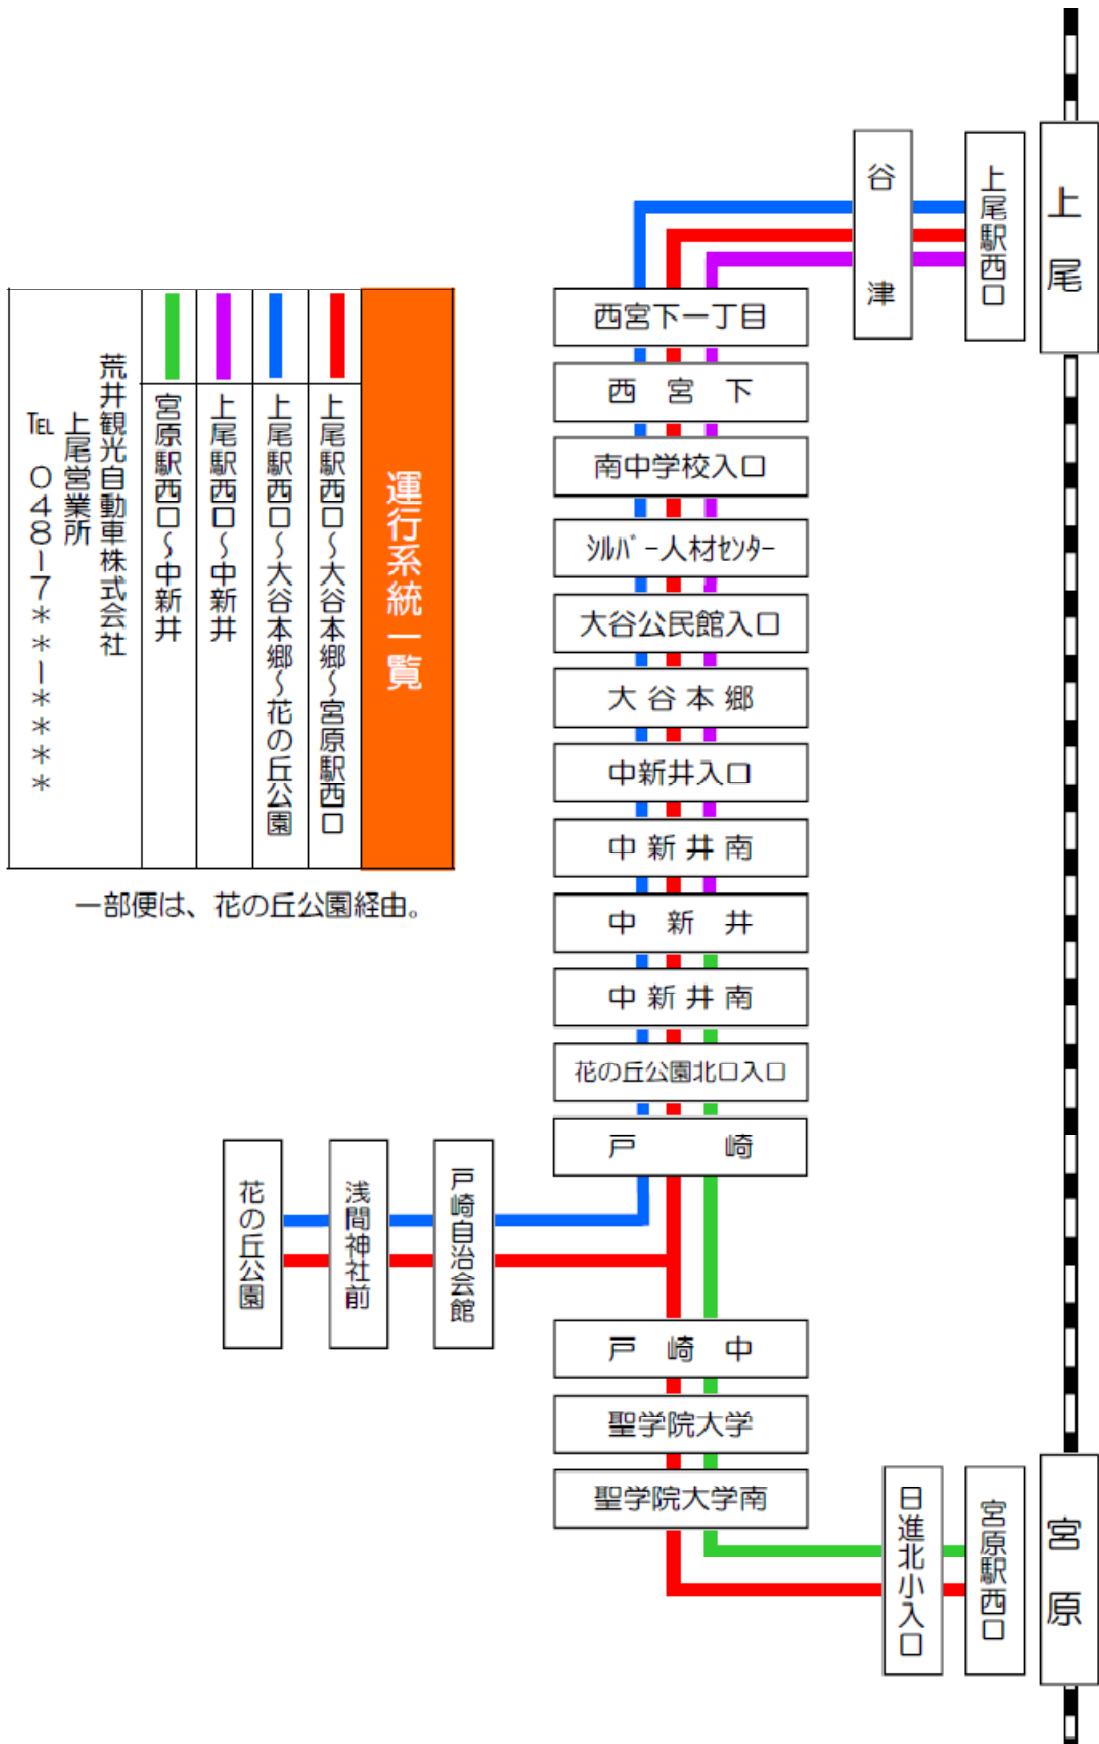 上尾
上尾駅西口
谷津
西宮下一丁目
西宮下
南中学校入口
シルバー人材センター
大谷公民館入口
大谷本郷
中新井入口
中新井南
中新井
中新井南
花の丘公園北口入口
戸崎
戸崎自治会館
浅間神社前
花の丘公園
戸崎中
聖学院大学
聖学院大学南
日進北小入口
宮原駅西口
宮原
運行系統一覧
上尾駅西口~大谷本郷~宮原駅西口
上尾駅西口~大谷本郷~花の丘公園
上尾駅西口~中新井
宮原駅西口~中新井
荒井観光自動車株式会社
上尾営業所
TEL 048-7**-****
一部便は、花の丘公園経由。